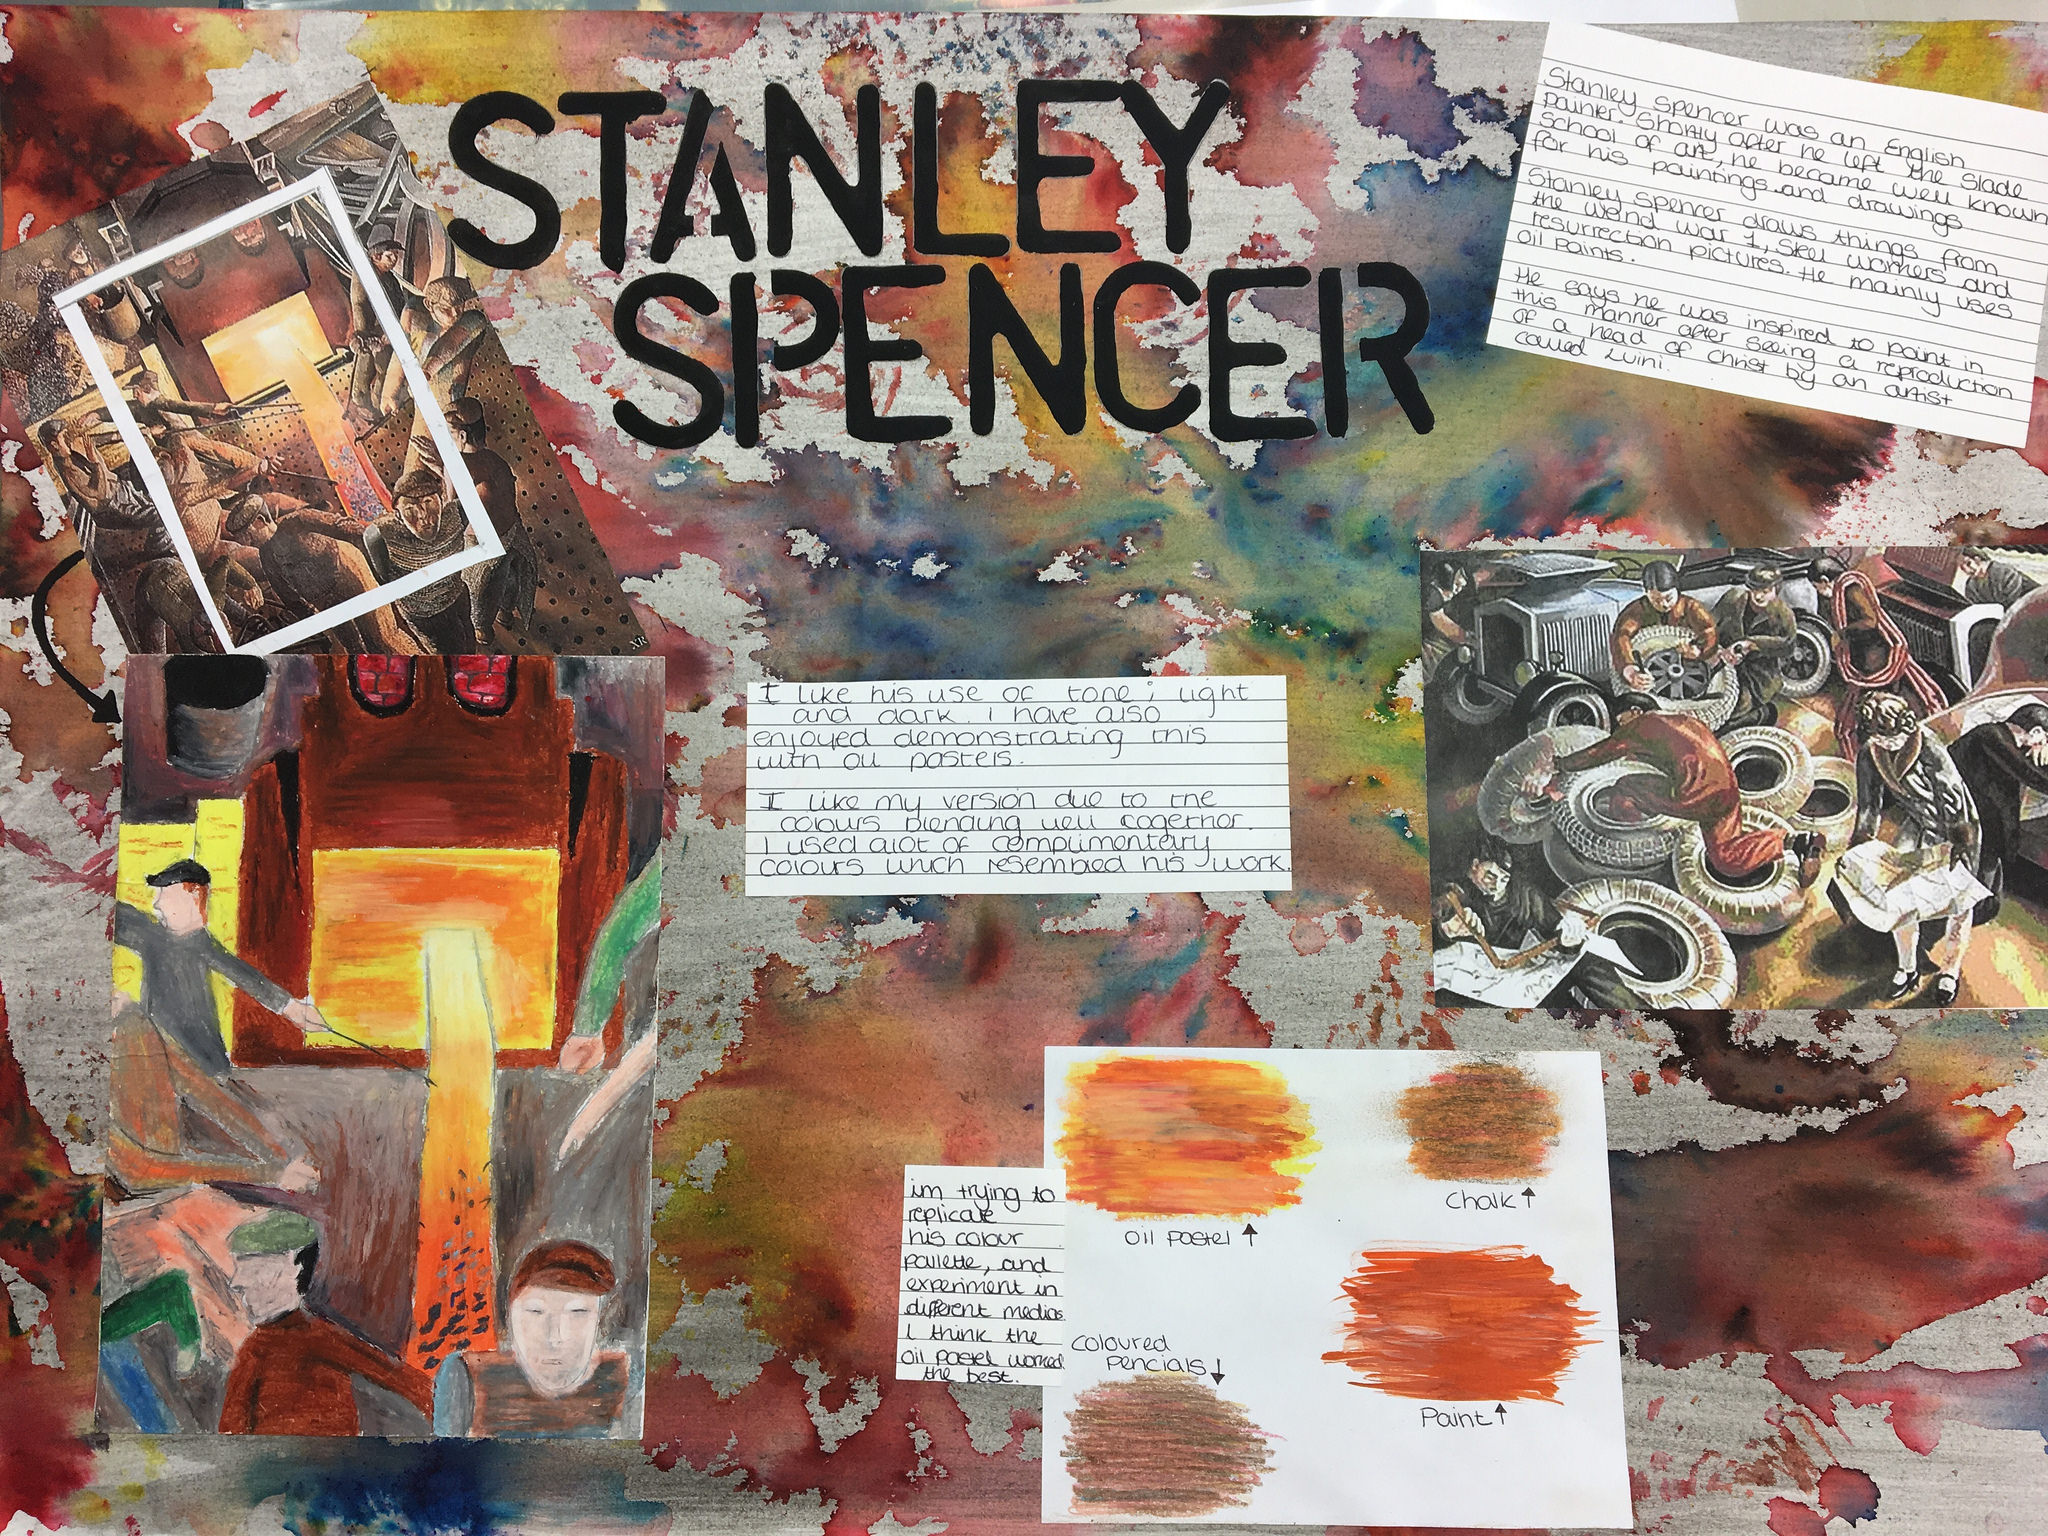 STANLEY
SPENCER
Stanley Spencer was an English
painter. Shortly after he left the Slade
School of art, he became well known
for his paintings and drawings
Stanley spencer draws things from
the world war 1, steel workers and
resurrection pictures. He mainly uses
oil paints.
He says he was inspired to paint in
this manner after seeing a reproduction
of a head of christ by an artist
called Luini.
I like his use of tone; light
and dark. I have also
enjoyed demonstrating this
with oil pastels.
I like my version due to the
colours blending well together.
I used alot of complimentary
colours which resembled his work.
im trying to
replicate
his colour
pallette, and
experiment in
different medias
I think the
oil pastel worked
the best.
Oil pastel ↑
Chalk ↑
Coloured
pencials ↓
Paint ↑